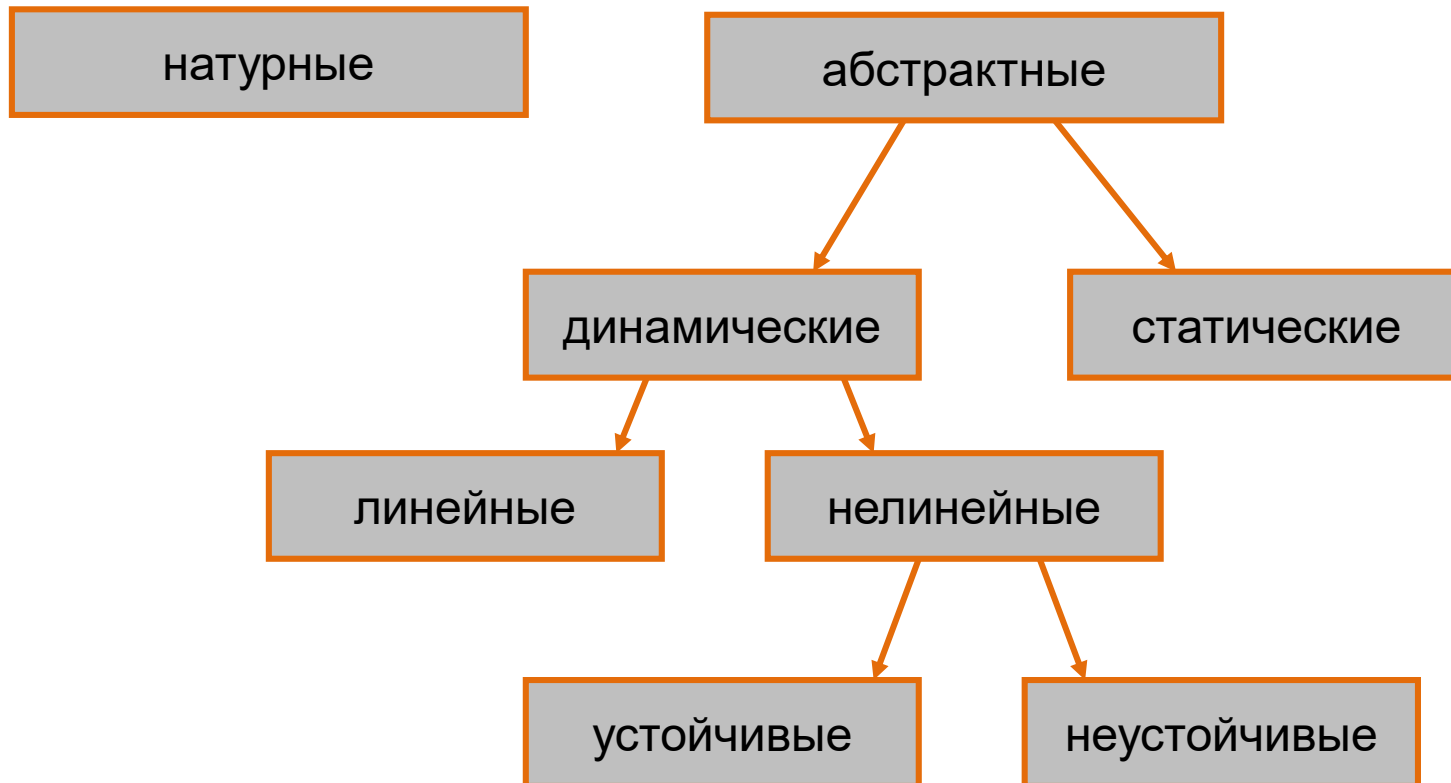 натурные
абстрактные
динамические
статические
линейные
нелинейные
устойчивые
неустойчивые